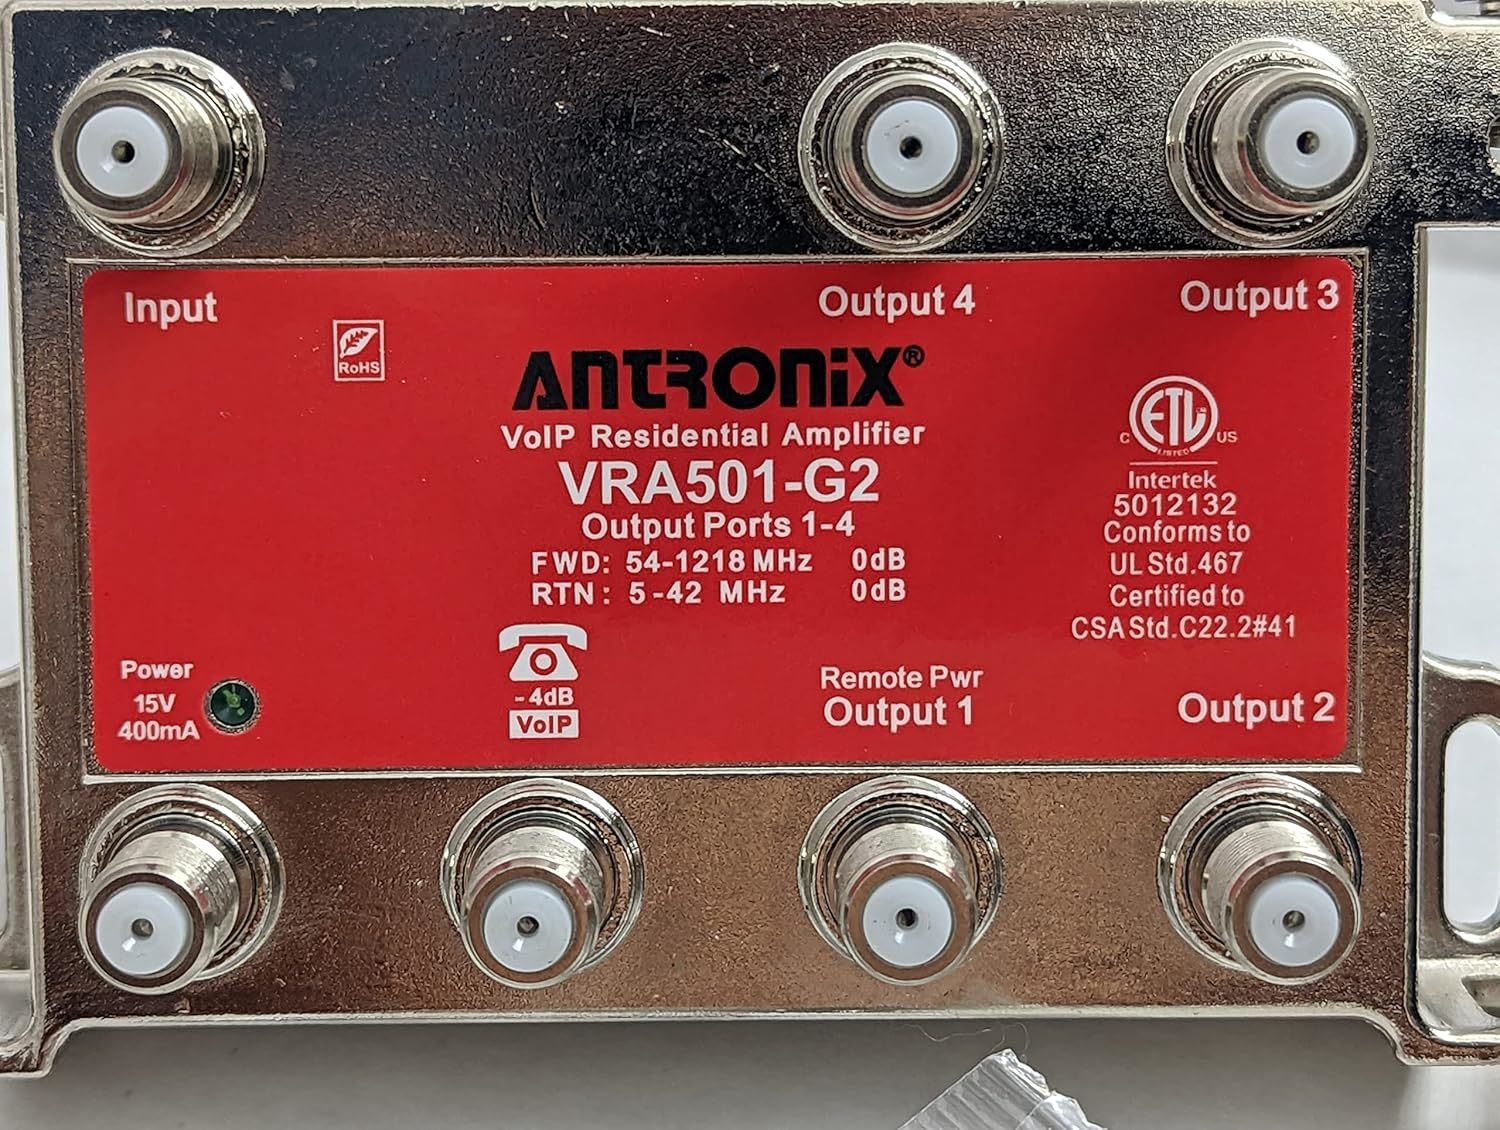 Input
Output 4
Output 3
RoHS
ANTRONIX®
VoIP Residential Amplifier
VRA501-G2
Output Ports 1-4
FWD: 54-1218 MHz 0dB
RTN: 5-42 MHz 0dB
ETL
C US
LISTED
Intertek
5012132
Conforms to
UL Std.467
Certified to
CSA Std.C22.2#41
Power
15V
400mA
-4dB
VoIP
Remote Pwr
Output 1
Output 2